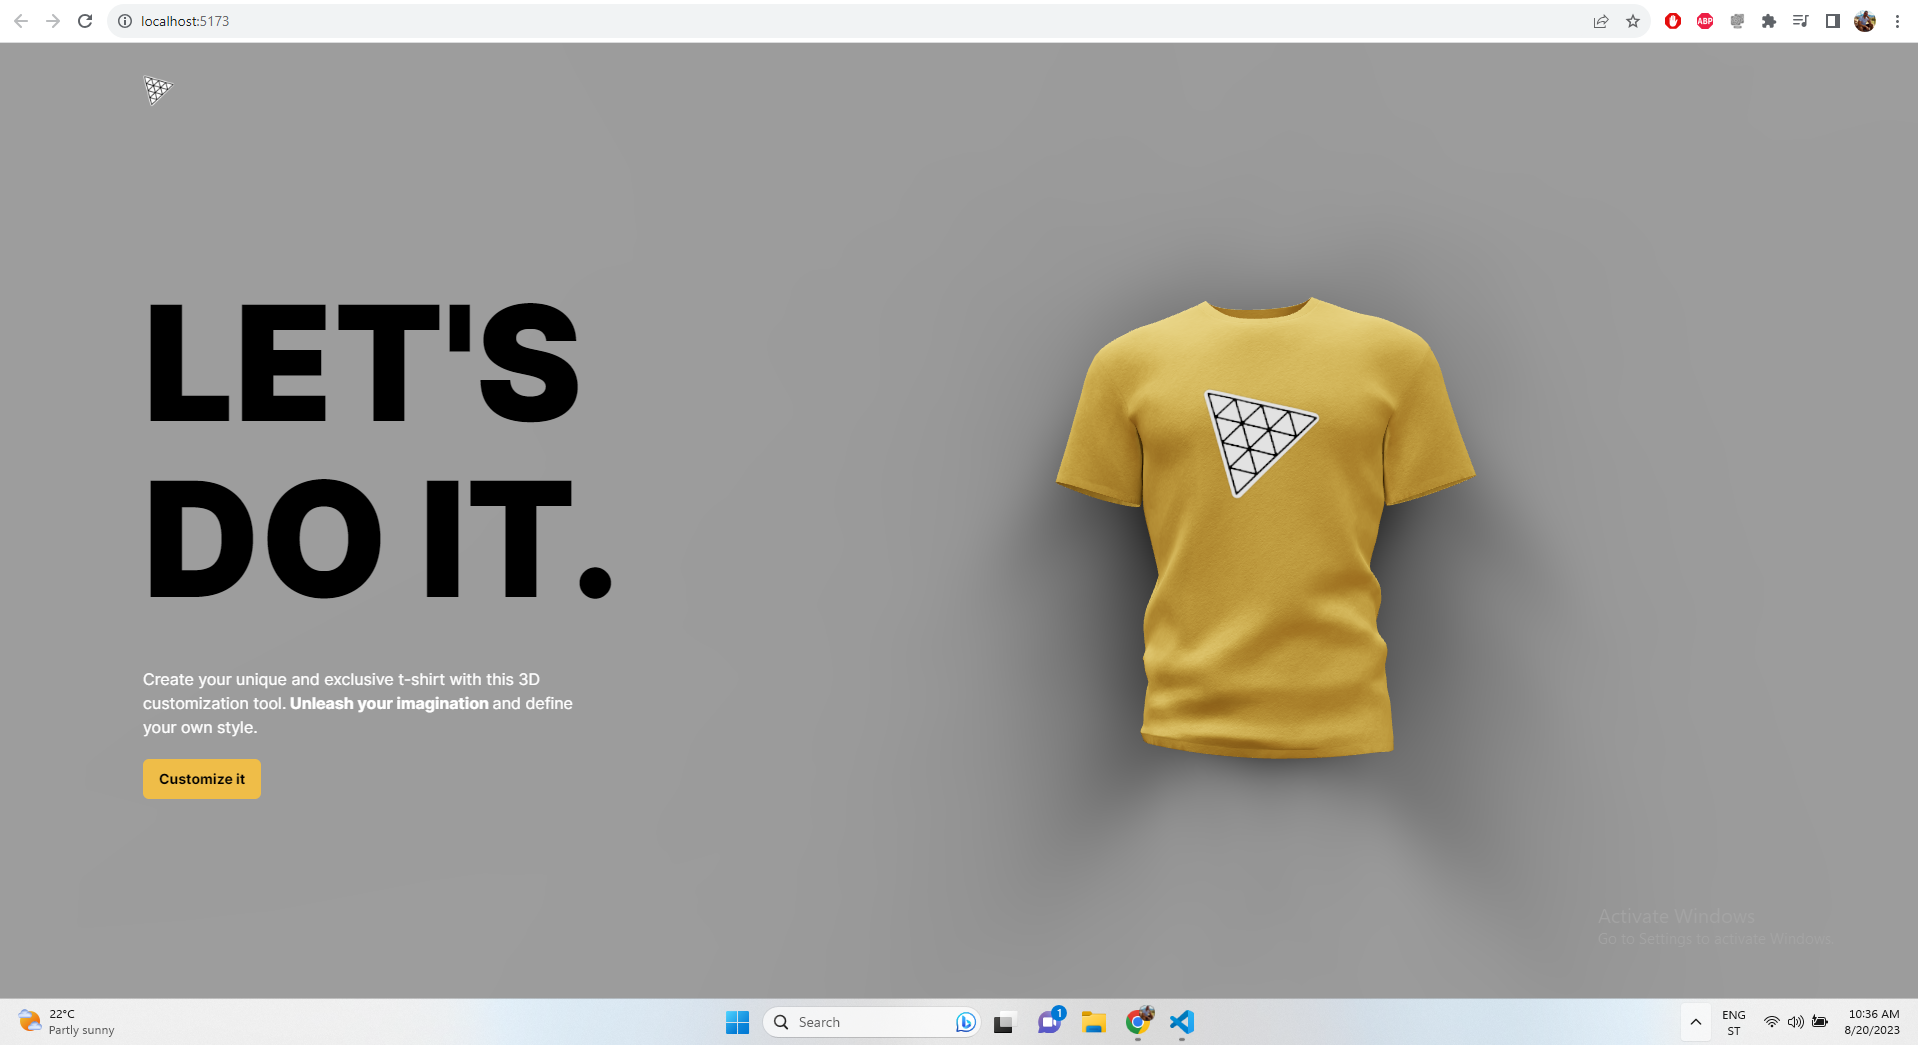 localhost:5173
ABP
LET'S
DO IT.
Create your unique and exclusive t-shirt with this 3D
customization tool. Unleash your imagination and define
your own style.
Customize it
Activate Windows
Go to Settings to activate Windows.
22°C
Partly sunny
Search
1
ENG
ST
10:36 AM
8/20/2023